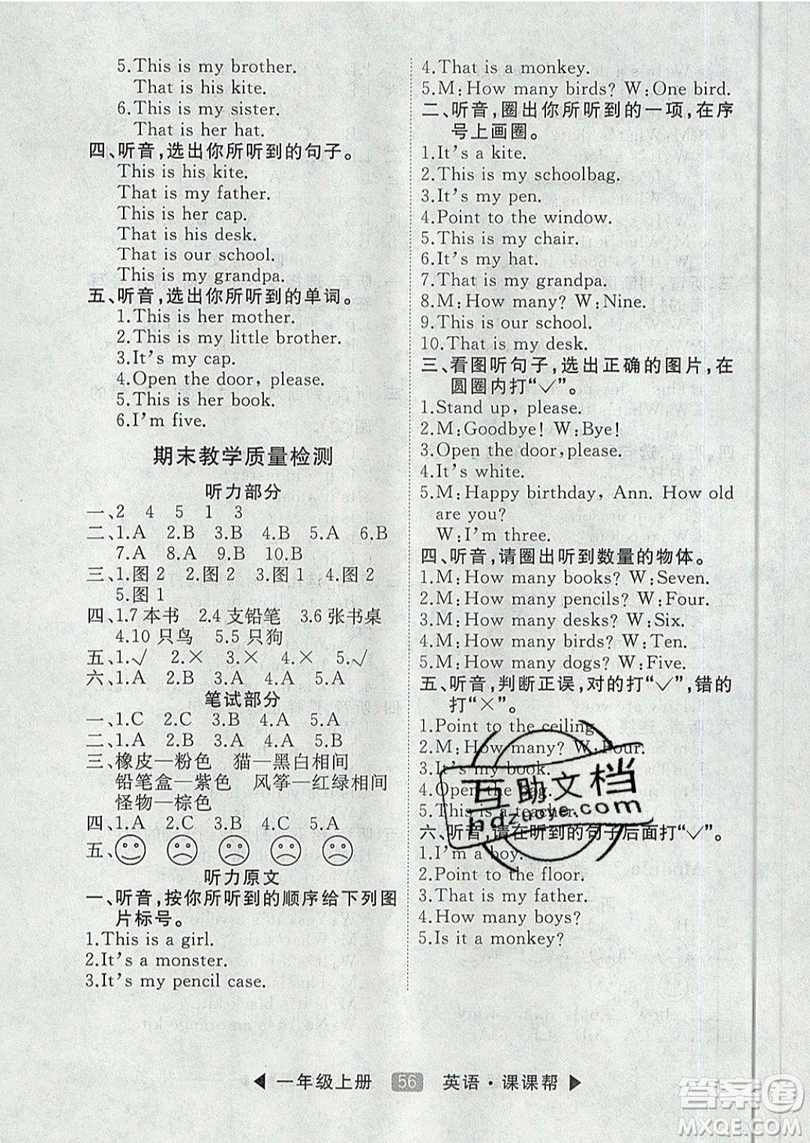 5.This is my brother.
That is his kite.
6.This is my sister.
That is her hat.
四、听音,选出你所听到的句子。
This is his kite.
That is my father.
This is her cap.
That is his desk.
That is our school.
This is my grandpa.
五、听音,选出你所听到的单词。
1.This is her mother.
2.That is my little brother.
3.It's my cap.
4.Open the door, please.
5.This is her book.
6.I'm five.
期末教学质量检测
听力部分
一、2 4 5 1 3
二、1.A 2.B 3.B 4.B 5.A 6.B
7.A 8.B 9.A 10.B
三、1.图 2 2.图 2 3.图 1 4.图 2
5.图 1
四、1.7 本书 2.4 支铅笔 3.6 张书桌
4.10 只鸟 5.5 只狗
五、1.√ 2.× 3.√ 4.× 5.√
六、1.A 2.B 3.B 4.A 5.B
笔试部分
一、1.C 2.C 3.A 4.B 5.A
二、1.A 2.B 3.B 4.A 5.A
三、橡皮—粉色 猫—黑白相间
铅笔盒—紫色 风筝—红绿相间
怪物—棕色
四、1.A 2.B 3.B 4.A 5.B
五、
听力原文
一、听音,按你所听到的顺序给下列图
片标号。
1.This is a girl.
2.It's a monster.
3.It's my pencil case.
4.That is a monkey.
5.M:How many birds? W:One bird.
二、听音,圈出你所听到的一项,在序
号上画圈。
1.It's a kite.
2.This is my schoolbag.
3.It's my pen.
4.Point to the window.
5.This is my chair.
6.It's my hat.
7.That is my grandpa.
8.M:How many? W:Nine.
9.This is our school.
10.That is my desk.
三、看图听句子,选出正确的图片,在
圆圈内打“√”。
1.Stand up, please.
2.M:Goodbye! W:Bye!
3.Open the door, please.
4.It's white.
5.M:Happy birthday, Ann. How old
are you?
W:I'm three.
四、听音,请圈出听到数量的物体。
1.M:How many books? W:Seven.
2.M:How many pencils? W:Four.
3.M:How many desks? W:Six.
4.M:How many birds? W:Ten.
5.M:How many dogs? W:Five.
五、听音,判断正误,对的打“√”,错的
打“×”。
1.Point to the ceiling.
2.M:How many? W:Four.
3.It's my book.
4.Open the bag.
5.This is a teacher.
六、听音,请在听到的句子后面打“√”。
1.I'm a boy.
2.Point to the floor.
3.That is my father.
4.How many boys?
5.Is it a monkey?
互助文档
hdzuoye.com
一年级上册 56 英语·课课帮
答案圈
MXQE.COM